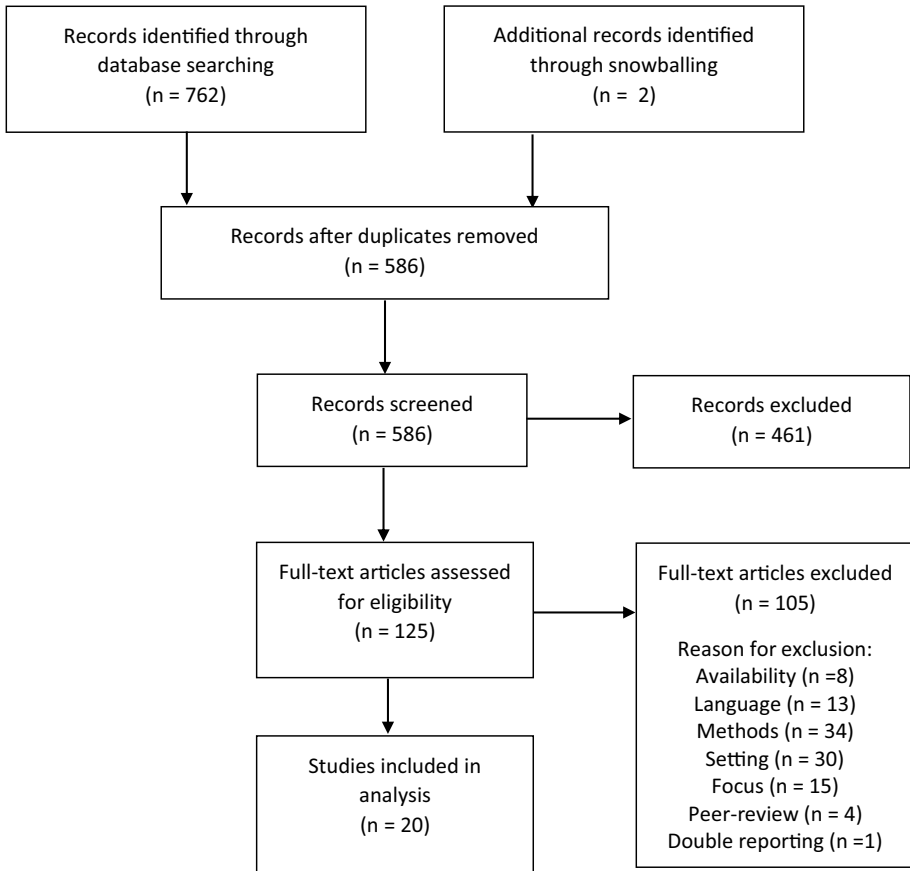 Records identified through
database searching
(n = 762)
Additional records identified
through snowballing
(n = 2)
Records after duplicates removed
(n = 586)
Records screened
(n = 586)
Records excluded
(n = 461)
Full-text articles assessed
for eligibility
(n = 125)
Full-text articles excluded
(n = 105)
Reason for exclusion:
Availability (n =8)
Language (n = 13)
Methods (n = 34)
Setting (n = 30)
Focus (n = 15)
Peer-review (n = 4)
Double reporting (n =1)
Studies included in
analysis
(n = 20)